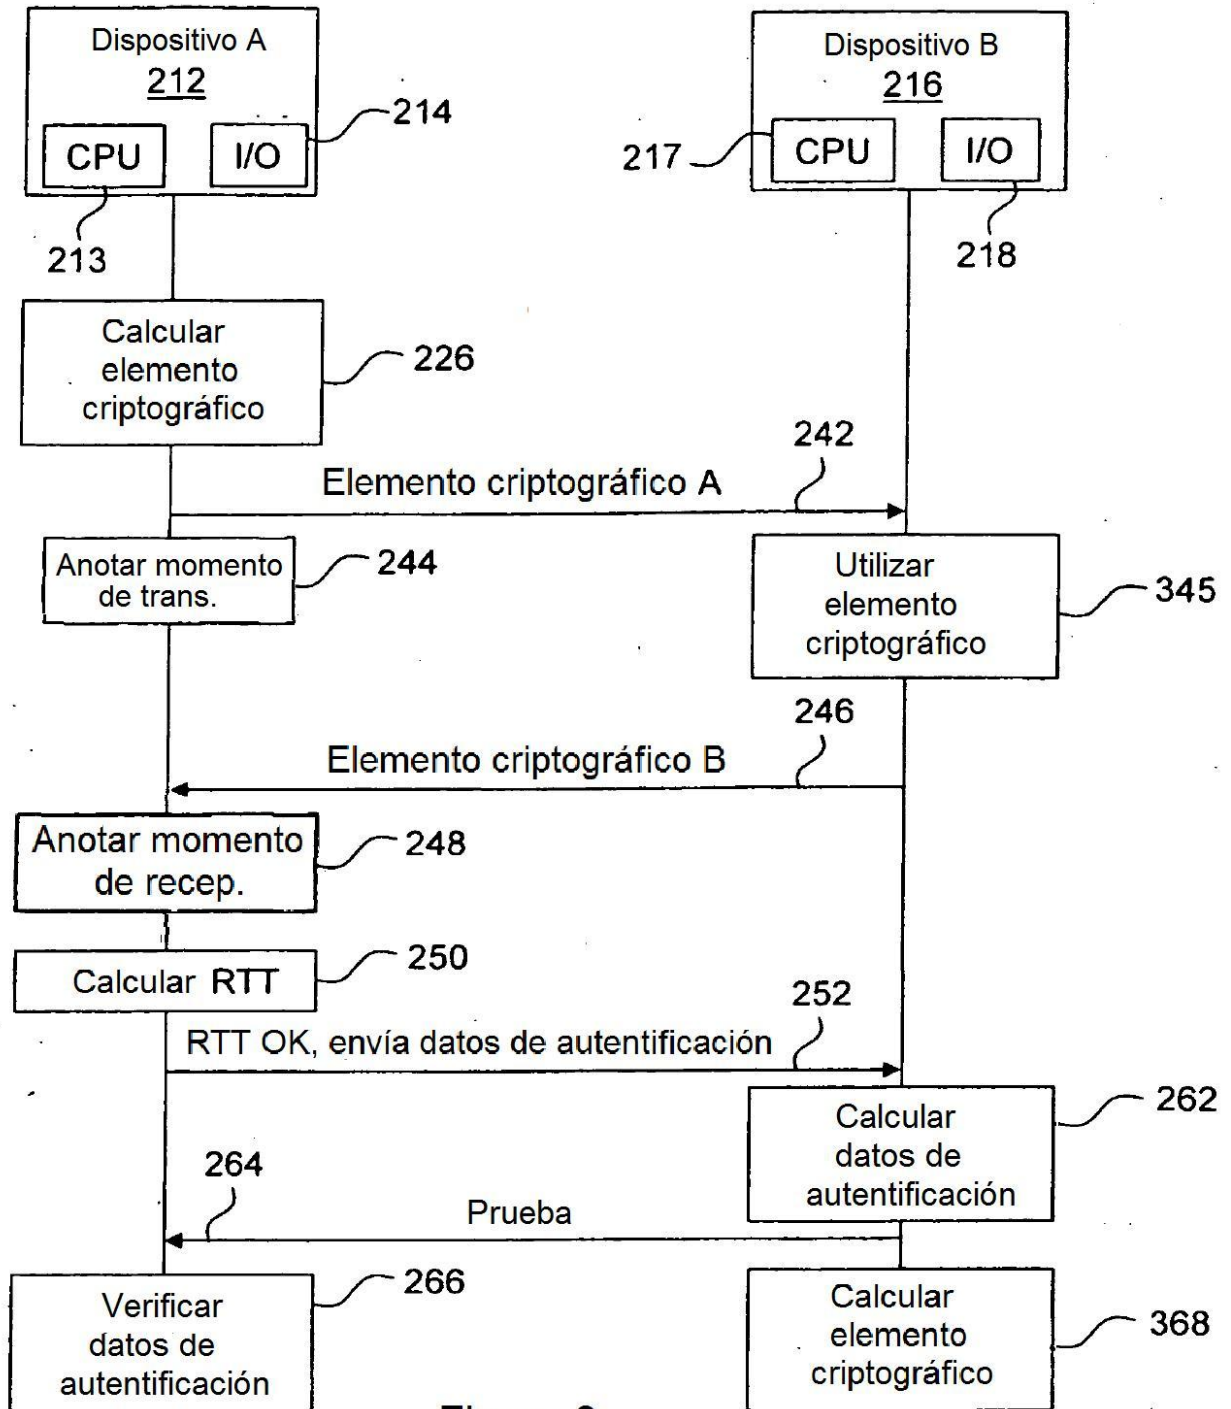 Dispositivo A
212
CPU
I/O
214
213
Dispositivo B
216
217
CPU
I/O
218
Calcular
elemento
criptográfico
226
242
Elemento criptográfico A
Anotar momento
de trans.
244
Utilizar
elemento
criptográfico
345
246
Elemento criptográfico B
Anotar momento
de recep.
248
Calcular RTT
250
252
RTT OK, envía datos de autentificación
Calcular
datos de
autentificación
262
264
Prueba
Verificar
datos de
autentificación
266
Calcular
elemento
criptográfico
368